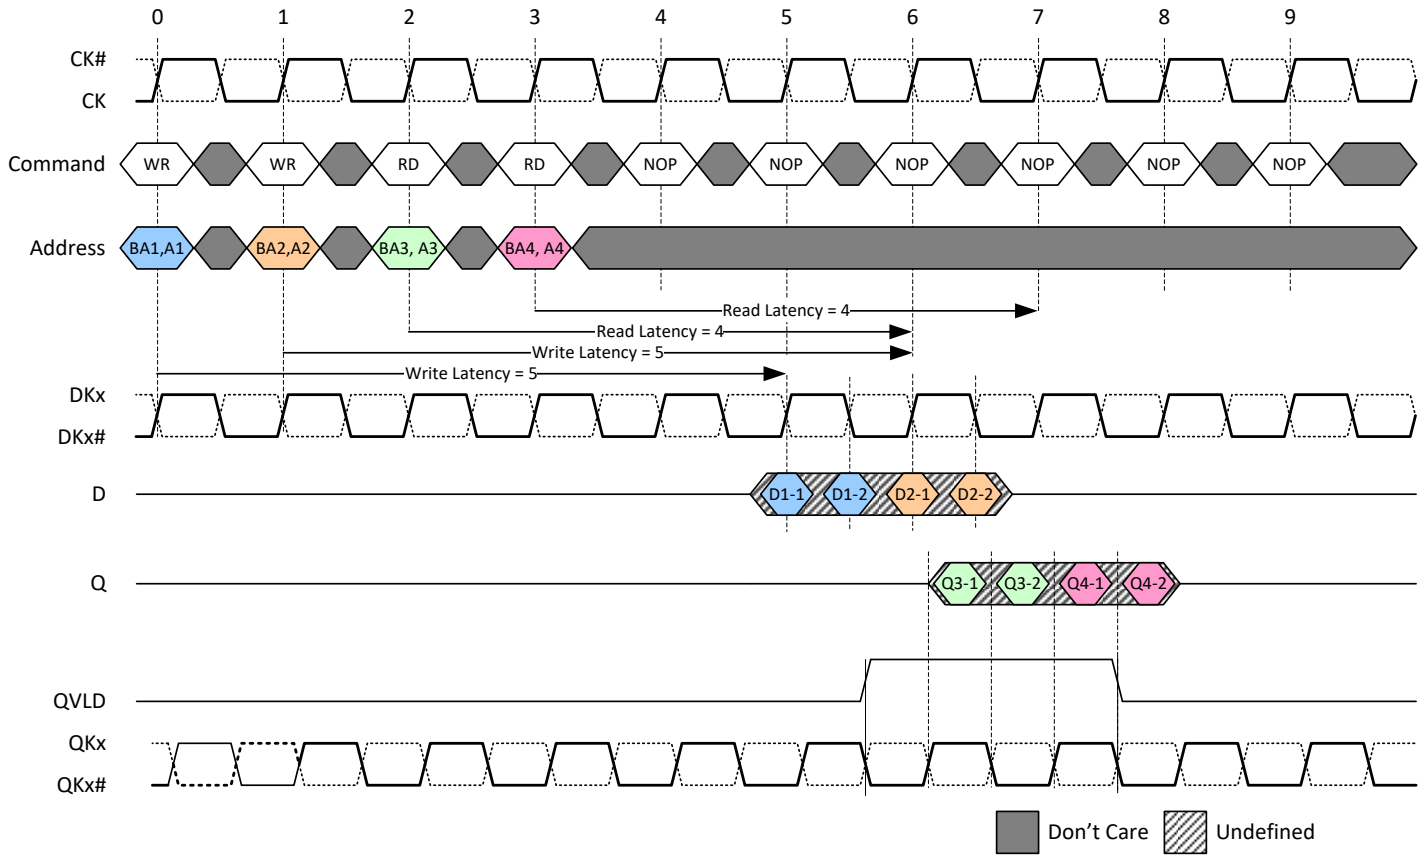 0 1 2 3 4 5 6 7 8 9
CK#
CK
Command WR WR RD RD NOP NOP NOP NOP NOP NOP
Address BA1,A1 BA2,A2 BA3, A3 BA4, A4
Read Latency = 4
Read Latency = 4
Write Latency = 5
Write Latency = 5
DKx
DKx#
D D1-1 D1-2 D2-1 D2-2
Q Q3-1 Q3-2 Q4-1 Q4-2
QVLD
QKx
QKx#
Don't Care Undefined